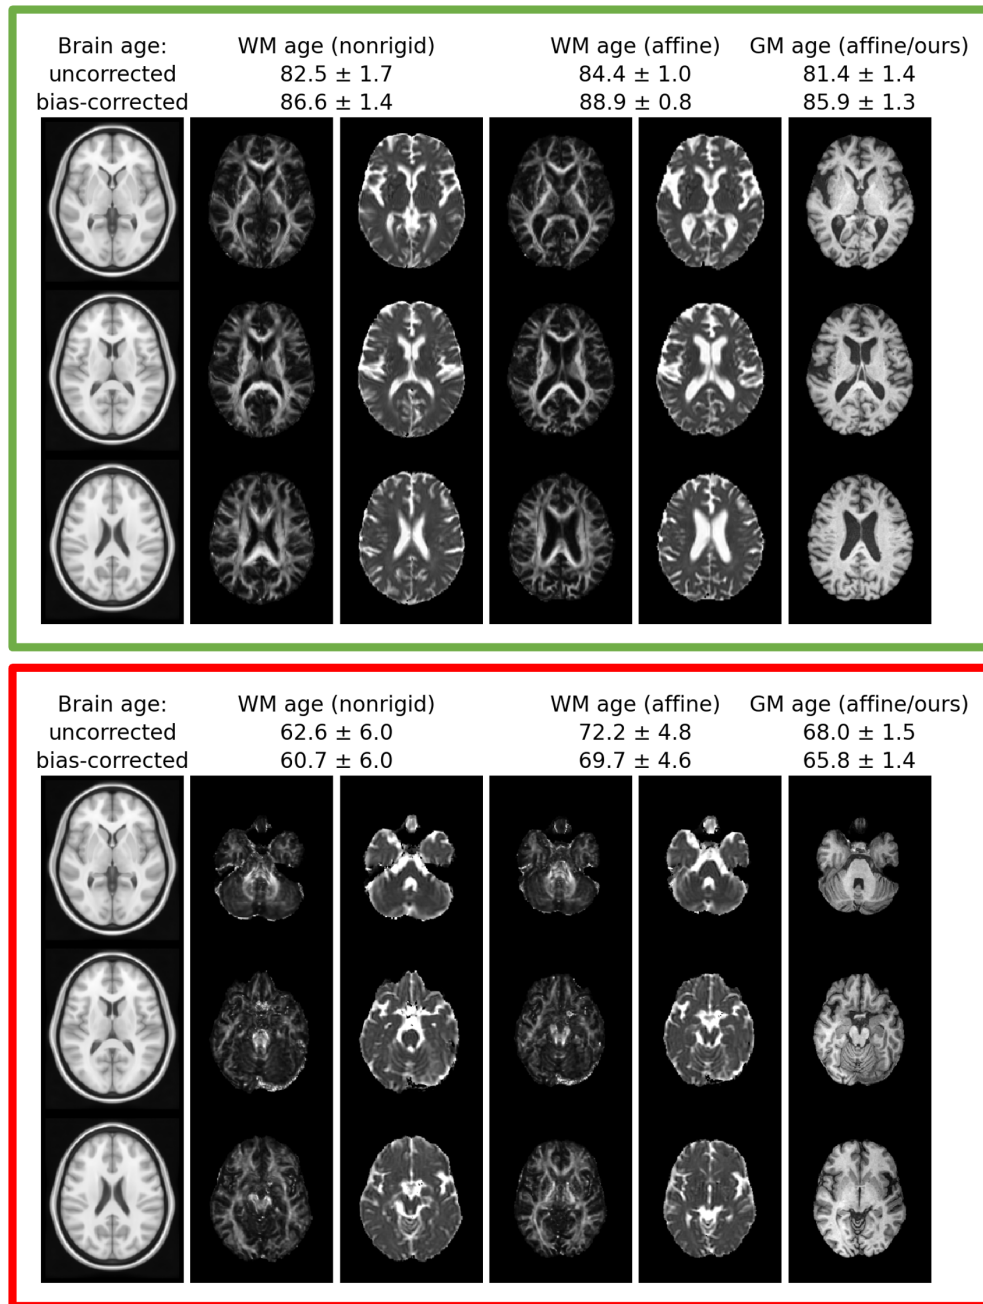 Brain age: WM age (nonrigid) WM age (affine) GM age (affine/ours)
uncorrected 82.5 ± 1.7 84.4 ± 1.0 81.4 ± 1.4
bias-corrected 86.6 ± 1.4 88.9 ± 0.8 85.9 ± 1.3
Brain age: WM age (nonrigid) WM age (affine) GM age (affine/ours)
uncorrected 62.6 ± 6.0 72.2 ± 4.8 68.0 ± 1.5
bias-corrected 60.7 ± 6.0 69.7 ± 4.6 65.8 ± 1.4